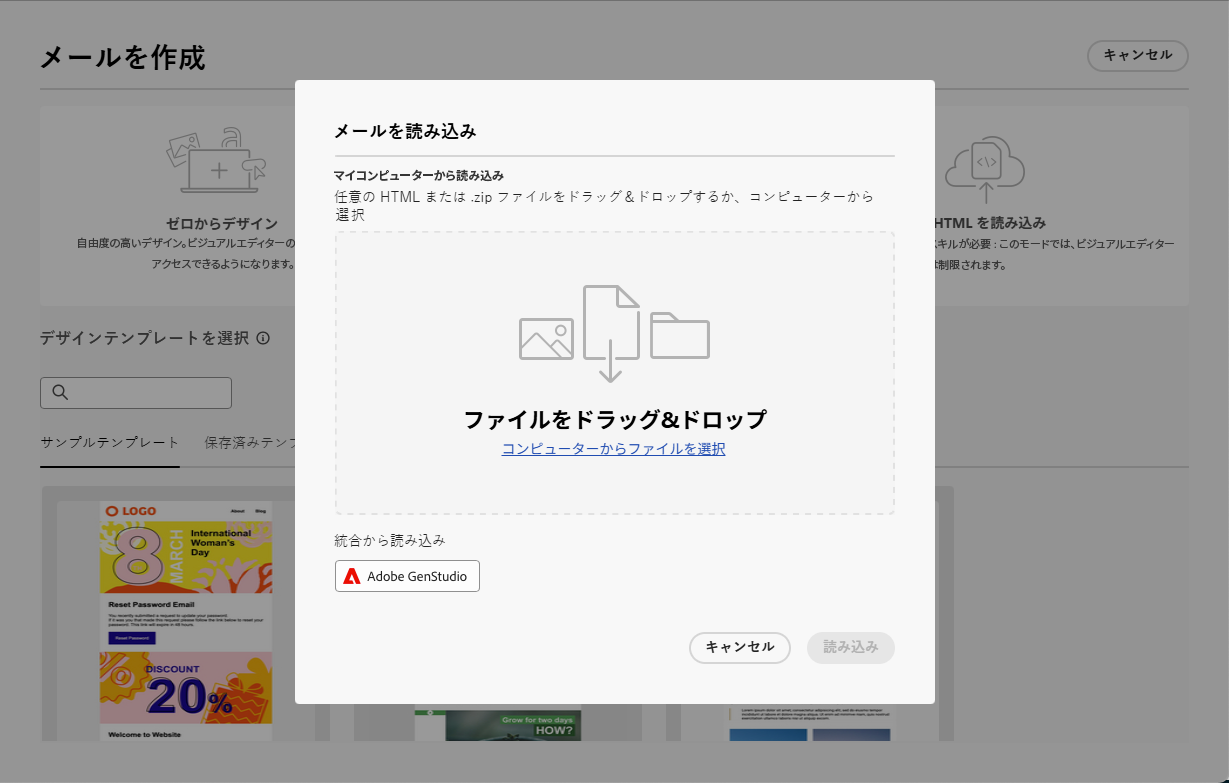 メールを作成
キャンセル
ゼロからデザイン
自由度の高いデザイン。ビジュアルエディターの
アクセスできるようになります。
HTML を読み込み
キルが必要 : このモードでは、ビジュアルエディター
制限されます。
メールを読み込み
マイコンピューターから読み込み
任意の HTML または .zip ファイルをドラッグ＆ドロップするか、コンピューターから
選択
ファイルをドラッグ&ドロップ
コンピューターからファイルを選択
統合から読み込み
Adobe GenStudio
キャンセル
読み込み
デザインテンプレートを選択
サンプルテンプレート
保存済みテンプ
LOGO
About
Blog
8
MARCH
International
Woman's
Day
Reset Password Email
You recently submitted a request to update your password.
If it was you that made this request please follow the link below to reset your
password. This link will expire in 48 hours.
Reset Password
DISCOUNT
20%
Welcome to Website
Grow for two days
HOW?